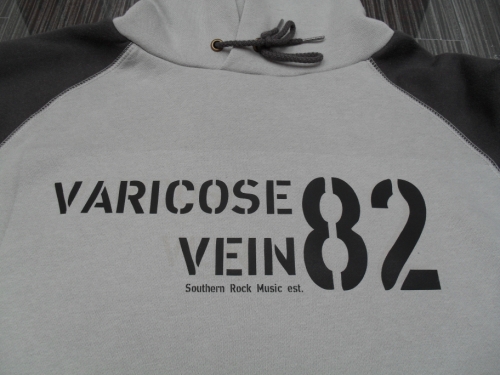 VARICOSE
VEIN 82
Southern Rock Music est.